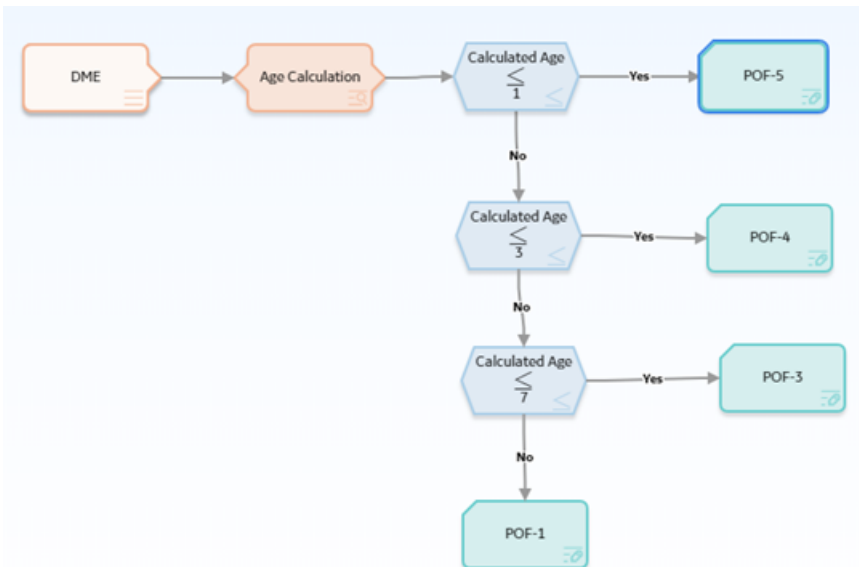 DME
Age Calculation
Calculated Age
≤
1
Yes
POF-5
No
Calculated Age
≤
3
Yes
POF-4
No
Calculated Age
≤
7
Yes
POF-3
No
POF-1